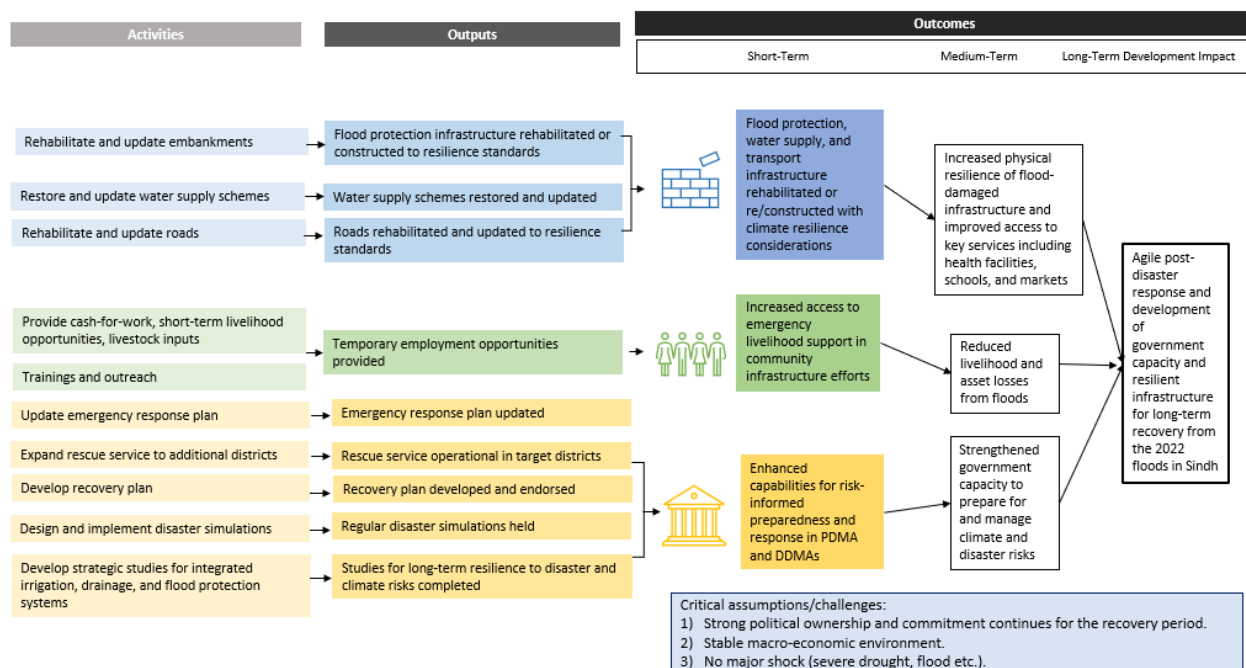 Activities
Outputs
Outcomes
Short-Term
Medium-Term
Long-Term Development Impact
Rehabilitate and update embankments
Flood protection infrastructure rehabilitated or
constructed to resilience standards
Restore and update water supply schemes
Water supply schemes restored and updated
Rehabilitate and update roads
Roads rehabilitated and updated to resilience
standards
Flood protection,
water supply, and
transport
infrastructure
rehabilitated or
re/constructed with
climate resilience
considerations
Increased physical
resilience of flood-
damaged
infrastructure and
improved access to
key services including
health facilities,
schools, and markets
Provide cash-for-work, short-term livelihood
opportunities, livestock inputs
Trainings and outreach
Temporary employment opportunities
provided
Increased access to
emergency
livelihood support in
community
infrastructure efforts
Reduced
livelihood and
asset losses
from floods
Agile post-
disaster
response and
development
of
government
capacity and
resilient
infrastructure
for long-term
recovery from
the 2022
floods in Sindh
Update emergency response plan
Emergency response plan updated
Expand rescue service to additional districts
Rescue service operational in target districts
Develop recovery plan
Recovery plan developed and endorsed
Design and implement disaster simulations
Regular disaster simulations held
Develop strategic studies for integrated
irrigation, drainage, and flood protection
systems
Studies for long-term resilience to disaster and
climate risks completed
Enhanced
capabilities for risk-
informed
preparedness and
response in PDMA
and DDMAs
Strengthened
government
capacity to
prepare for
and manage
climate and
disaster risks
Critical assumptions/challenges:
1) Strong political ownership and commitment continues for the recovery period.
2) Stable macro-economic environment.
3) No major shock (severe drought, flood etc.).